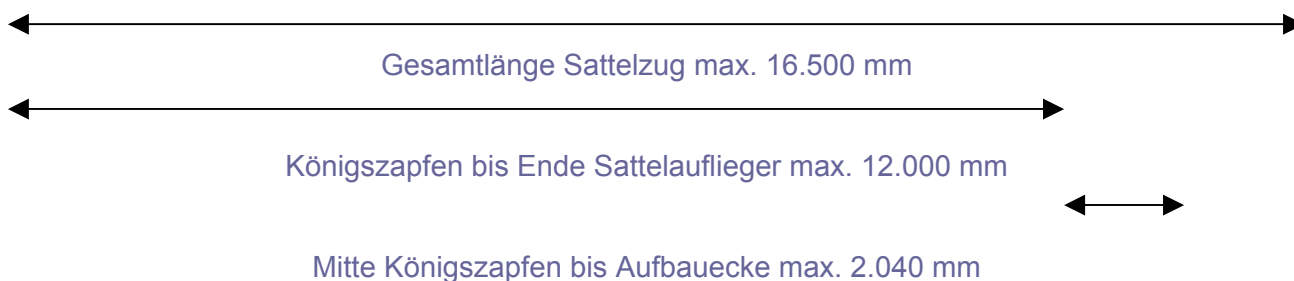 Gesamtlänge Sattelzug max. 16.500 mm
Königszapfen bis Ende Sattelauflieger max. 12.000 mm
Mitte Königszapfen bis Aufbauecke max. 2.040 mm